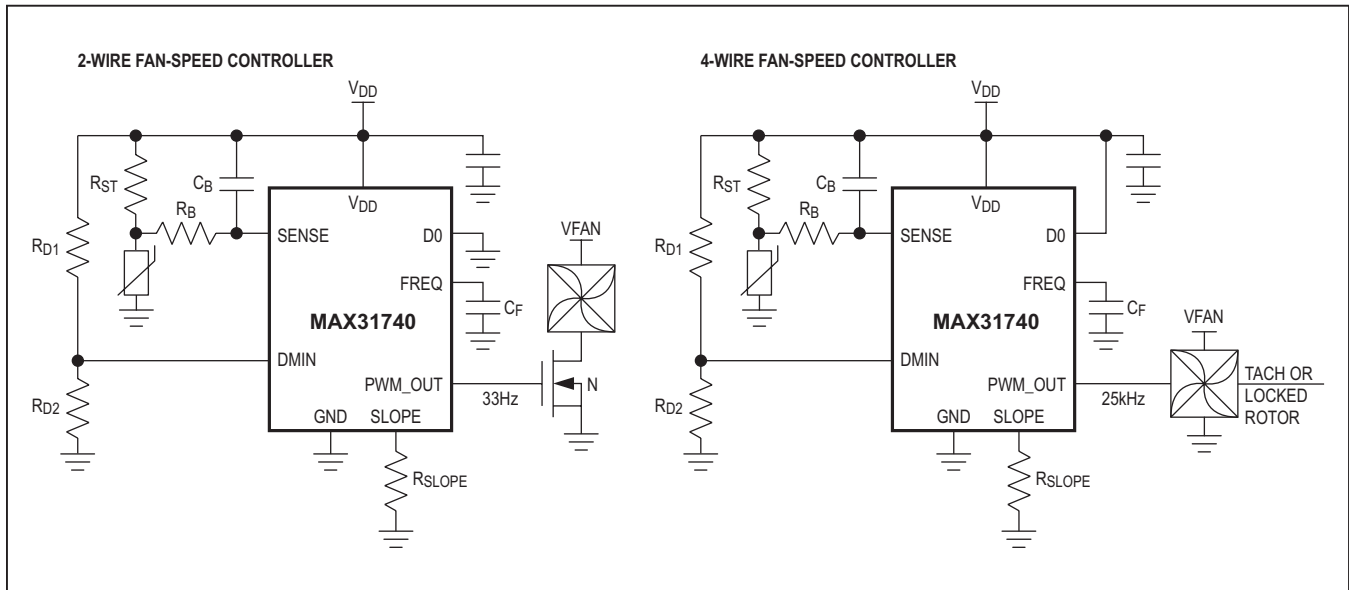 2-WIRE FAN-SPEED CONTROLLER
VDD
RST
CB
RB
VDD
SENSE
D0
RD1
FREQ
CF
VFAN
MAX31740
DMIN
PWM_OUT
33Hz
N
RD2
GND
SLOPE
RSLOPE
4-WIRE FAN-SPEED CONTROLLER
VDD
RST
CB
RB
VDD
SENSE
D0
RD1
FREQ
CF
VFAN
MAX31740
DMIN
PWM_OUT
25kHz
TACH OR
LOCKED
ROTOR
RD2
GND
SLOPE
RSLOPE